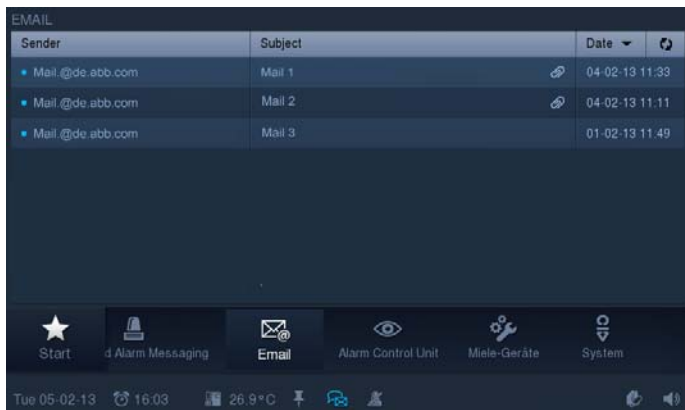 EMAIL
Sender Subject Date
Mail.@de.abb.com Mail 1 04-02-13 11:33
Mail.@de.abb.com Mail 2 04-02-13 11:11
Mail.@de.abb.com Mail 3 01-02-13 11:49
Start d Alarm Messaging Email Alarm Control Unit Miele-Geräte System
Tue 05-02-13 16:03 26.9°C